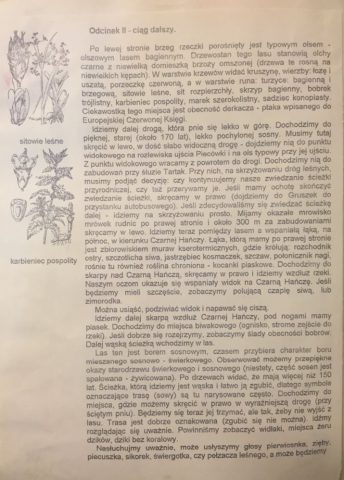 Odcinek II - ciąg dalszy.
Po lewej stronie brzeg rzeczki porośnięty jest typowym olsem -
olszowym lasem bagiennym. Drzewostan tego lasu stanowią olchy
czarne z niewielką domieszką brzozy omszonej (drzewa te rosną na
niewielkich kępach). W warstwie krzewów widać kruszynę, wierzby: łozę i
uszatą, porzeczkę czerwoną, a w warstwie runa: turzyce: bagienną i
brzegową, sitowie leśne, sit rozpierzchły, skrzyp bagienny, bobrek
trójlistny, karbieniec pospolity, marek szerokolistny, sadziec konopiasty.
Ciekawostką tego miejsca jest obecność derkacza - ptaka wpisanego do
Europejskiej Czerwonej Księgi.
Idziemy dalej drogą, która pnie się lekko w górę. Dochodzimy do
pięknej, starej (około 170 lat), lekko pochylonej sosny. Musimy tutaj
skręcić w lewo, w dość słabo widoczną drogę - dojdziemy nią do punktu
widokowego na rozlewiska ujścia Piecówki i na ols typowy przy jej ujściu.
Z punktu widokowego wracamy z powrotem do drogi. Dochodzimy nią do
zabudowań przy śluzie Tartak. Przy nich, na skrzyżowaniu dróg leśnych,
musimy podjąć decyzję: czy kontynuujemy nasze zwiedzanie ścieżki
przyrodniczej, czy też przerywamy je. Jeśli mamy ochotę skończyć
zwiedzanie ścieżki, skręcamy w prawo (dojdziemy do Gruszek do
przystanku autobusowego). Jeśli zdecydowaliśmy się zwiedzać ścieżkę
dalej - idziemy na skrzyżowaniu prosto. Mijamy okazałe mrowisko
mrówek rudnic po prawej stronie i około 300 m za zabudowaniami
skręcamy w lewo. Idziemy teraz pomiędzy lasem a wspaniałą łąką, na
północ, w kierunku Czarnej Hańczy. Łąka, którą mamy po prawej stronie
jest zbiorowiskiem muraw kserotermicznych, gdzie królują, rozchodnik
ostry, szczotlicha siwa, jastrzębiec kosmaczek, szczaw, połonicznik nagi,
rośnie tu również roślina chroniona - kocanki piaskowe. Dochodzimy do
skarpy nad Czarną Hańczą, skręcamy w prawo i idziemy wzdłuż rzeki.
Naszym oczom ukazuje się wspaniały widok na Czarną Hańczę. Jeśli
będziemy mieli szczęście, zobaczymy polującą czaplę siwą, lub
zimorodka.
Można usiąść, podziwiać widok i napawać się ciszą.
Idziemy dalej skarpą wzdłuż Czarnej Hańczy, pod nogami mamy
piasek. Dochodzimy do miejsca biwakowego (ognisko, strome zejście do
rzeki). Jeśli dobrze się rozejrzymy, zobaczymy ślady obecności bobrów.
Dalej wąską ścieżką wchodzimy w las.
Las ten jest borem sosnowym, czasem przybiera charakter boru
mieszanego sosnowo - świerkowego. Obserwować możemy przepiękne
okazy starodrzewu świerkowego i sosnowego (niestety, część sosen jest
spałowana - żywicowana). Po drzewach widać, że mają więcej niż 150
lat. Ścieżka, którą idziemy jest wąska i łatwo ją zgubić, dlatego symbole
oznaczające trasę (sowy) są tu narysowane często. Dochodzimy do
miejsca, gdzie możemy skręcić w prawo w wyraźniejszą drogę (przy
ściętym pniu). Będziemy się teraz jej trzymać, ale tak, żeby nie wyjść z
lasu. Trasa jest dobrze oznakowana (zgubić się nie można). idźmy
rozglądając się uważnie. Powinniśmy zobaczyć widłaki, miejsca żeru
dzików, dziki bez koralowy.
Nasłuchujmy uważnie, może usłyszymy głosy pierwiosnka, zięby,
piecuszka, sikorek, świergotka, czy pełzacza leśnego, a może będziemy
sitowie leśne
karbieniec pospolity